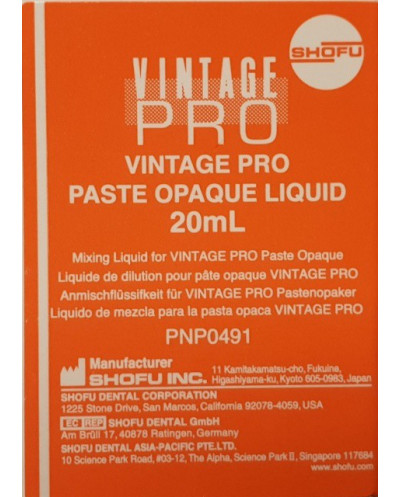 SHOFU
VINTAGE
PRO
VINTAGE PRO
PASTE OPAQUE LIQUID
20mL
Mixing Liquid for VINTAGE PRO Paste Opaque
Liquide de dilution pour pâte opaque VINTAGE PRO
Anmischflüssifkeit für VINTAGE PRO Pastenopaker
Liquido de mezcla para la pasta opaca VINTAGE PRO
PNP0491
Manufacturer
SHOFU INC.
11 Kamitakamatsu-cho, Fukuina,
Higashiyama-ku, Kyoto 605-0983, Japan
SHOFU DENTAL CORPORATION
1225 Stone Drive, San Marcos, California 92078-4059, USA
EC REP SHOFU DENTAL GmbH
Am Brüll 17, 40878 Ratingen, Germany
SHOFU DENTAL ASIA-PACIFIC PTE.LTD.
10 Science Park Road, #03-12, The Alpha, Science Park II, Singapore 117684
www.shofu.com